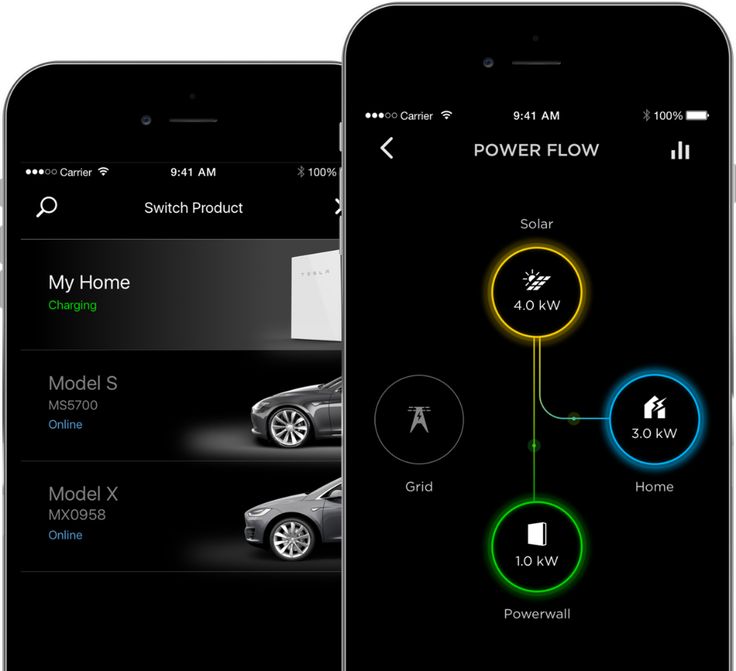 ●●●○○ Carrier 9:41 AM 100%
Switch Product
My Home
Charging
TESLA
Model S
MS5700
Online
Model X
MX0958
Online
●●●○○ Carrier 9:41 AM 100%
POWER FLOW
Solar
4.0 kW
3.0 kW
Grid
Home
1.0 kW
Powerwall